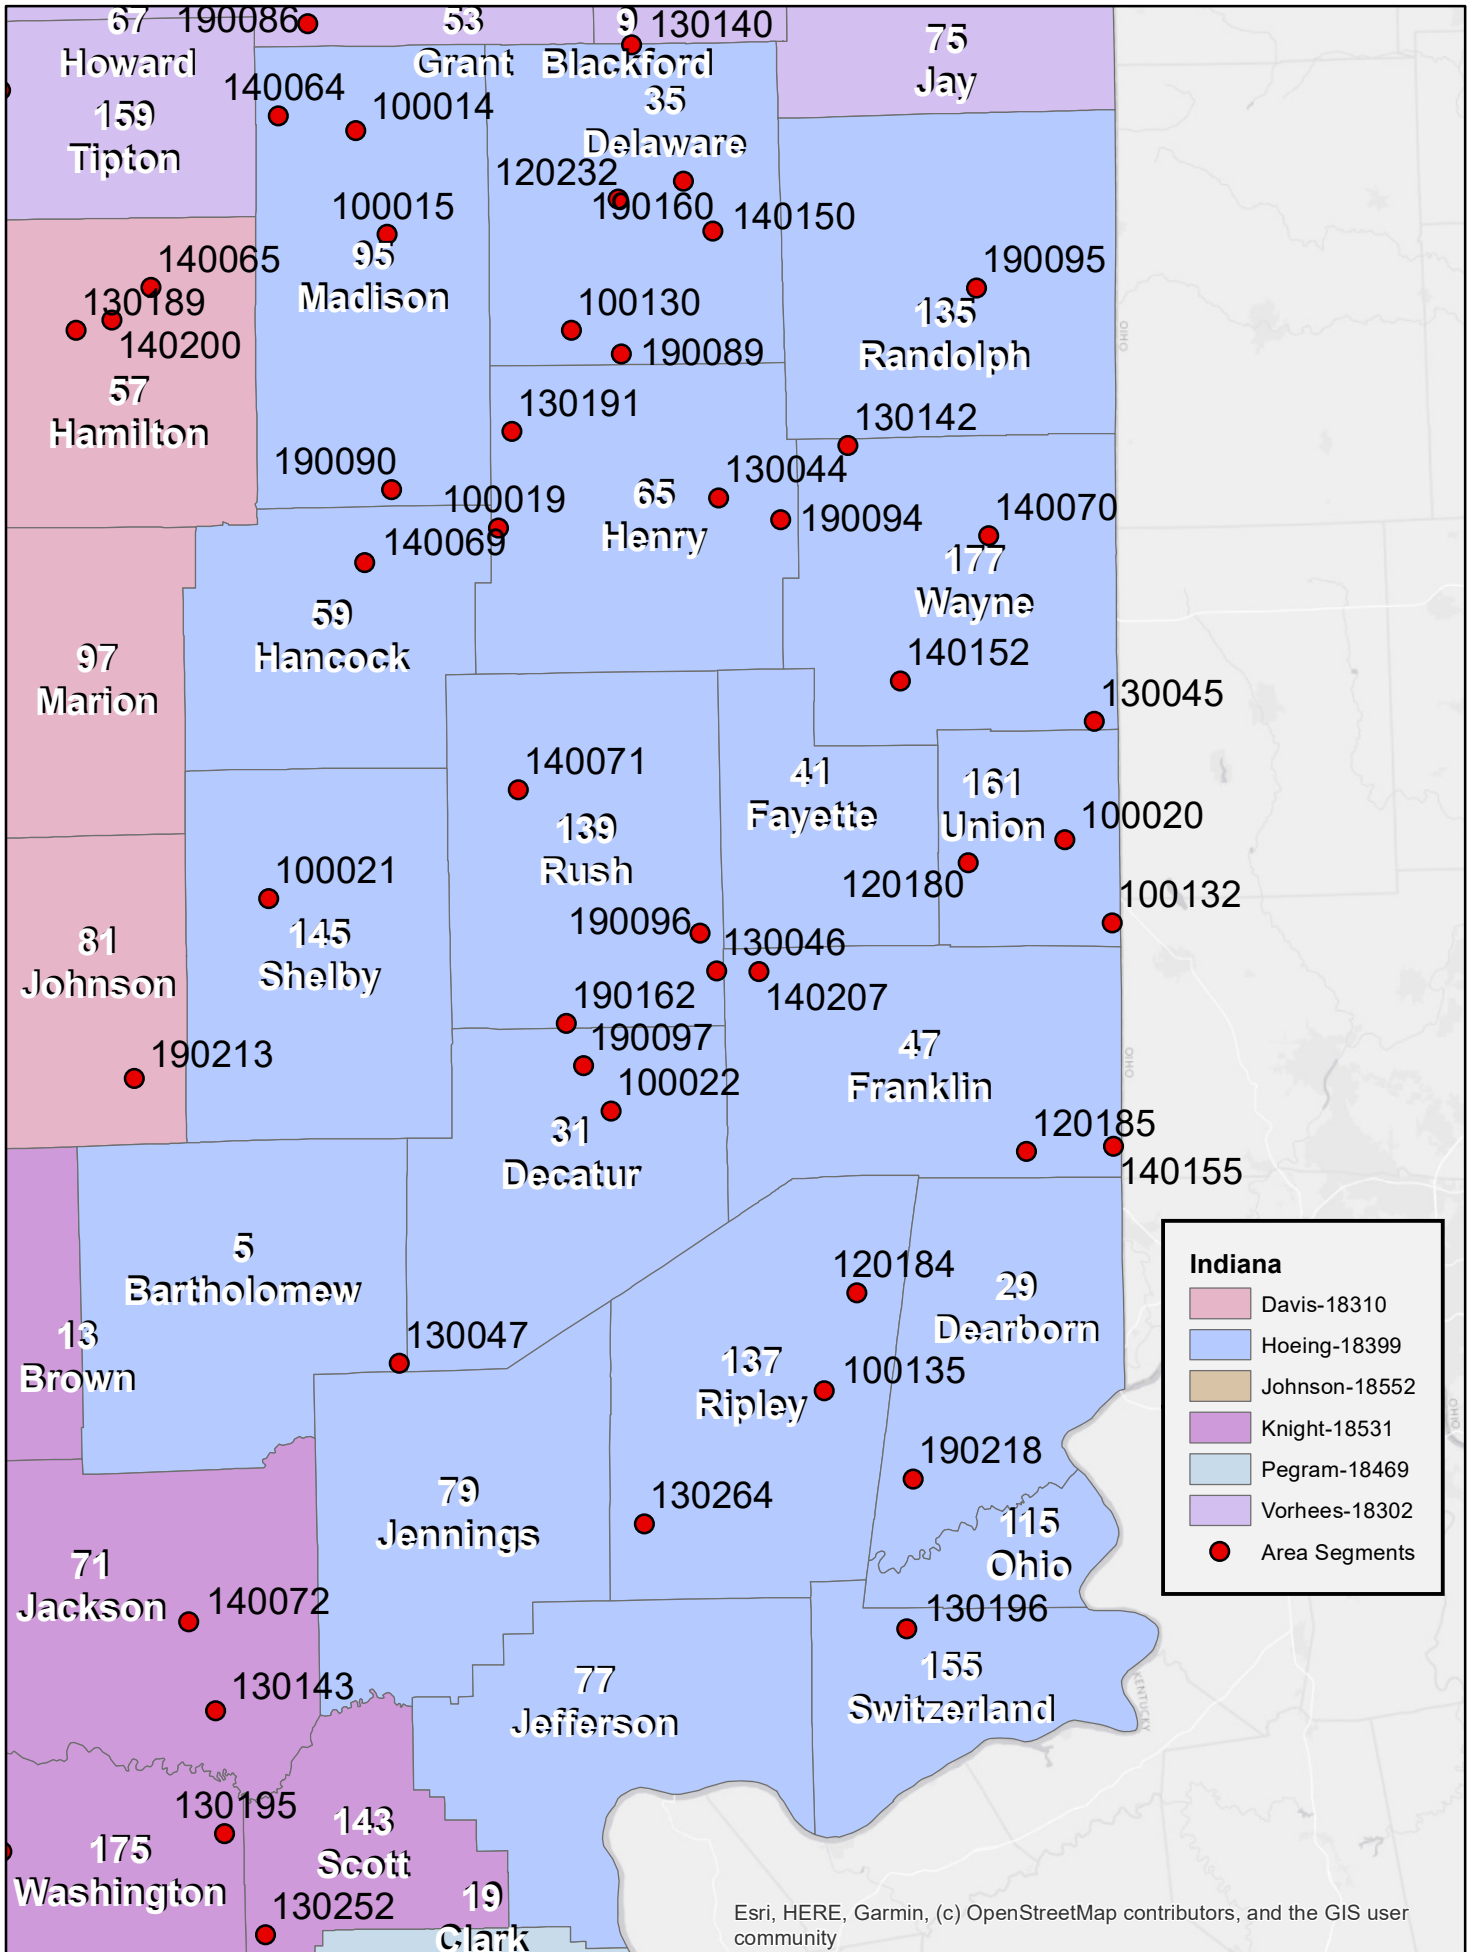 67
Howard
190086
53
Grant
9
Blackford
130140
75
Jay
159
Tipton
140064
100014
35
Delaware
120232
190160
140150
100015
95
Madison
140065
130189
140200
57
Hamilton
190095
135
Randolph
100130
190089
130191
130142
190090
130044
100019
65
Henry
190094
140070
140069
177
Wayne
59
Hancock
97
Marion
140152
130045
140071
41
Fayette
161
Union
100020
139
Rush
100021
120180
100132
81
Johnson
145
Shelby
190096
130046
190162
140207
190213
190097
47
Franklin
100022
31
Decatur
120185
140155
5
Bartholomew
120184
29
Dearborn
13
Brown
130047
137
Ripley
100135
190218
79
Jennings
130264
115
Ohio
71
Jackson
140072
130196
155
Switzerland
130143
77
Jefferson
130195
143
Scott
175
Washington
130252
19
Clark
OHIO
OHIO
OHIO
KENTUCKY
Indiana
Davis-18310
Hoeing-18399
Johnson-18552
Knight-18531
Pegram-18469
Vorhees-18302
Area Segments
Esri, HERE, Garmin, (c) OpenStreetMap contributors, and the GIS user
community